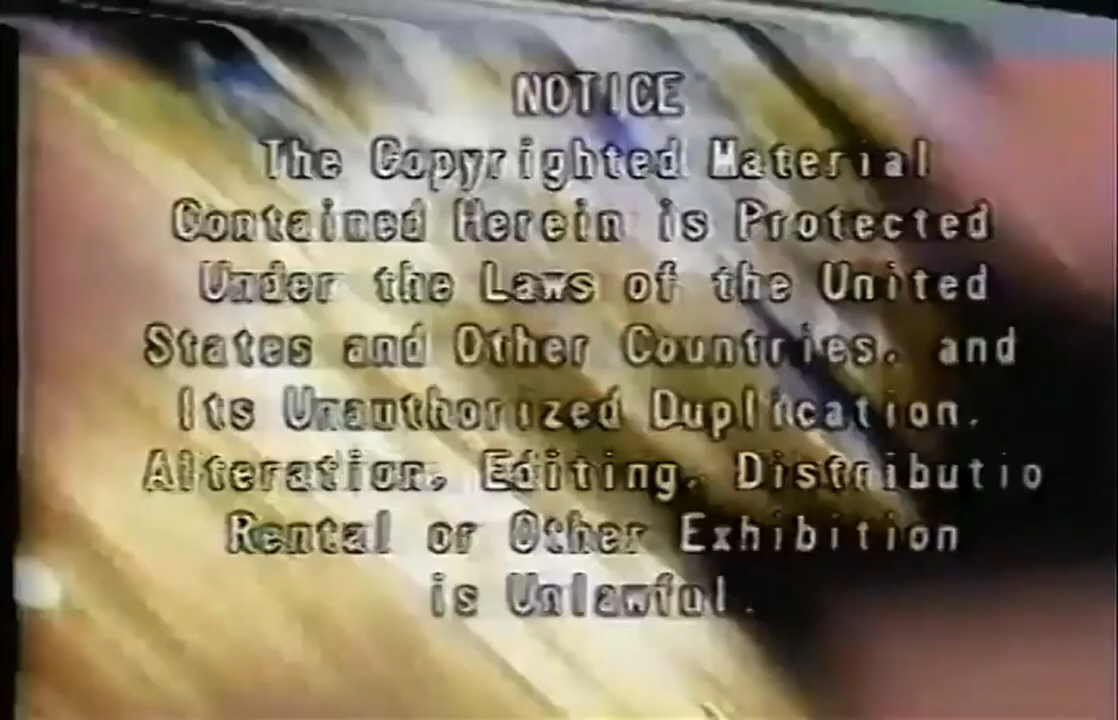 NOTICE
The Copyrighted Material
Contained Herein is Protected
Under the Laws of the United
States and Other Countries, and
Its Unauthorized Duplication,
Alteration, Editing, Distributio
Rental or Other Exhibition
is Unlawful.